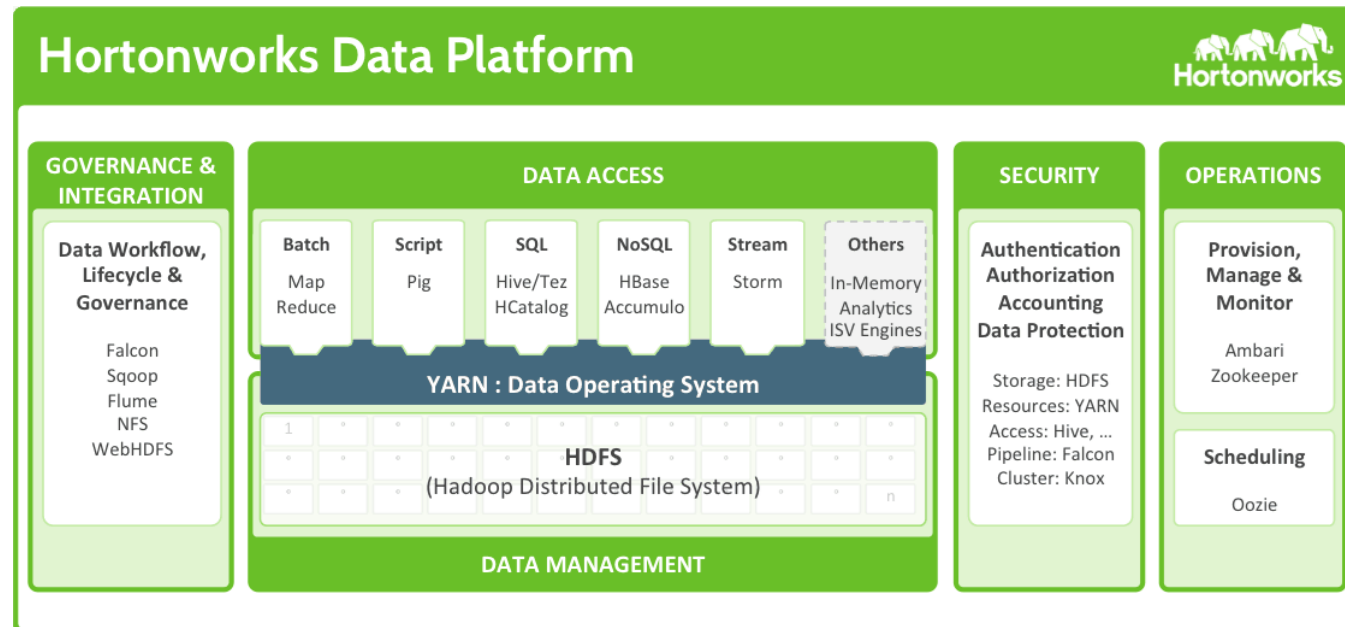 Hortonworks Data Platform
Hortonworks
GOVERNANCE &
INTEGRATION
Data Workflow,
Lifecycle &
Governance
Falcon
Sqoop
Flume
NFS
WebHDFS
DATA ACCESS
Batch
Map
Reduce
Script
Pig
SQL
Hive/Tez
HCatalog
NoSQL
HBase
Accumulo
Stream
Storm
Others
In-Memory
Analytics
ISV Engines
YARN : Data Operating System
1
HDFS
(Hadoop Distributed File System)
n
DATA MANAGEMENT
SECURITY
Authentication
Authorization
Accounting
Data Protection
Storage: HDFS
Resources: YARN
Access: Hive, ...
Pipeline: Falcon
Cluster: Knox
OPERATIONS
Provision,
Manage &
Monitor
Ambari
Zookeeper
Scheduling
Oozie